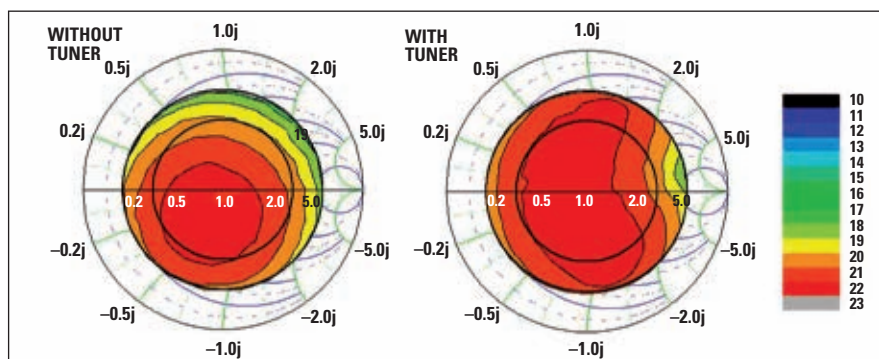 WITHOUT
TUNER
1.0j
0.5j
2.0j
0.2j
5.0j
19
0.2
0.5
1.0
2.0
5.0
–0.2j
–5.0j
–0.5j
–2.0j
–1.0j
WITH
TUNER
1.0j
0.5j
2.0j
0.2j
5.0j
0.2
0.5
1.0
2.0
5.0
–0.2j
–5.0j
–0.5j
–2.0j
–1.0j
10
11
12
13
14
15
16
17
18
19
20
21
22
23